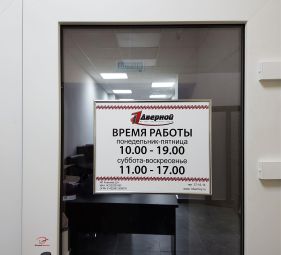 1Дверной
ВРЕМЯ РАБОТЫ
понедельник-пятница
10.00 - 19.00
суббота-воскресенье
11.00 - 17.00